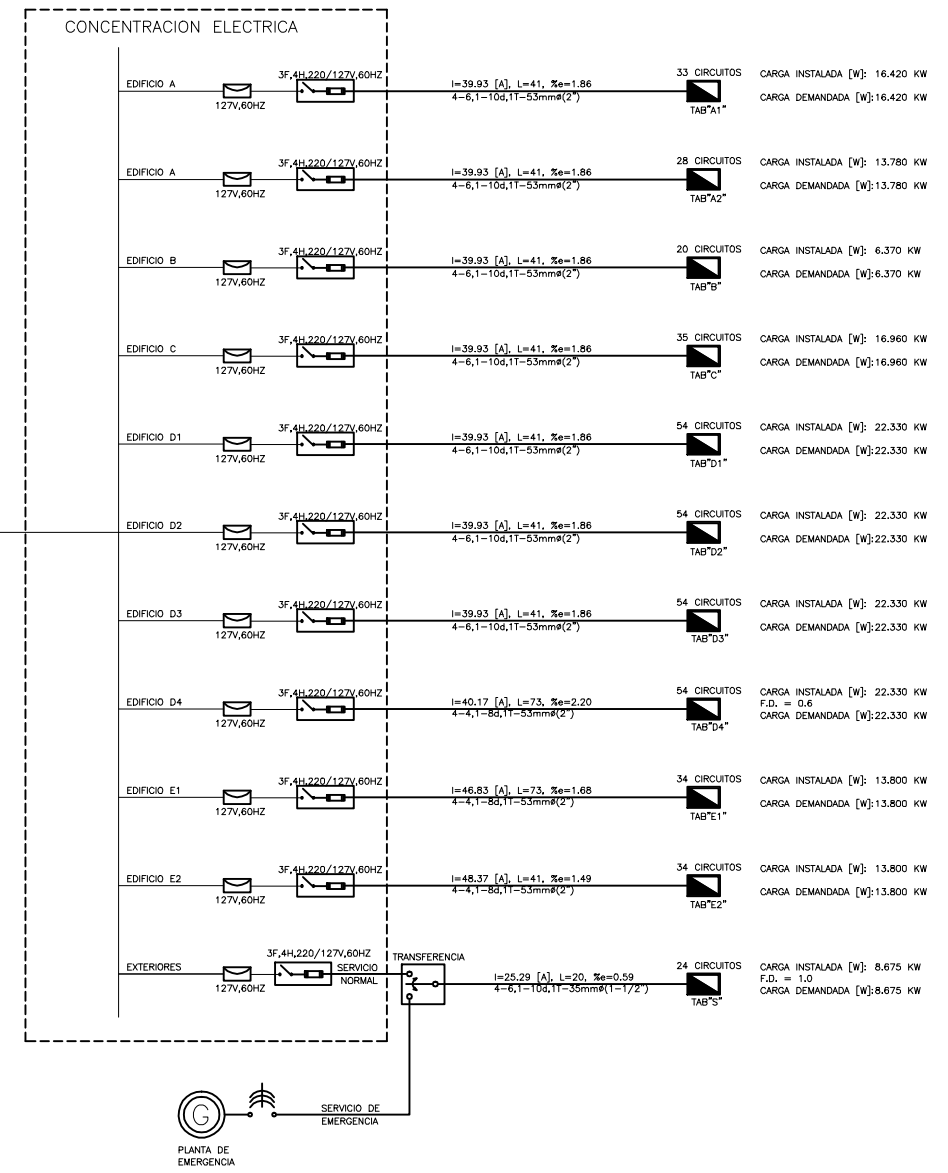 CONCENTRACION ELECTRICA
EDIFICIO A
127V,60HZ
3F,4H,220/127V,60HZ
I=39.93 [A], L=41, %e=1.86
4-6,1-10d,1T-53mmø(2")
33 CIRCUITOS
TAB"A1"
CARGA INSTALADA [W]: 16.420 KW
CARGA DEMANDADA [W]:16.420 KW
EDIFICIO A
127V,60HZ
3F,4H,220/127V,60HZ
I=39.93 [A], L=41, %e=1.86
4-6,1-10d,1T-53mmø(2")
28 CIRCUITOS
TAB"A2"
CARGA INSTALADA [W]: 13.780 KW
CARGA DEMANDADA [W]:13.780 KW
EDIFICIO B
127V,60HZ
3F,4H,220/127V,60HZ
I=39.93 [A], L=41, %e=1.86
4-6,1-10d,1T-53mmø(2")
20 CIRCUITOS
TAB"B"
CARGA INSTALADA [W]: 6.370 KW
CARGA DEMANDADA [W]:6.370 KW
EDIFICIO C
127V,60HZ
3F,4H,220/127V,60HZ
I=39.93 [A], L=41, %e=1.86
4-6,1-10d,1T-53mmø(2")
35 CIRCUITOS
TAB"C"
CARGA INSTALADA [W]: 16.960 KW
CARGA DEMANDADA [W]:16.960 KW
EDIFICIO D1
127V,60HZ
3F,4H,220/127V,60HZ
I=39.93 [A], L=41, %e=1.86
4-6,1-10d,1T-53mmø(2")
54 CIRCUITOS
TAB"D1"
CARGA INSTALADA [W]: 22.330 KW
CARGA DEMANDADA [W]:22.330 KW
EDIFICIO D2
127V,60HZ
3F,4H,220/127V,60HZ
I=39.93 [A], L=41, %e=1.86
4-6,1-10d,1T-53mmø(2")
54 CIRCUITOS
TAB"D2"
CARGA INSTALADA [W]: 22.330 KW
CARGA DEMANDADA [W]:22.330 KW
EDIFICIO D3
127V,60HZ
3F,4H,220/127V,60HZ
I=39.93 [A], L=41, %e=1.86
4-6,1-10d,1T-53mmø(2")
54 CIRCUITOS
TAB"D3"
CARGA INSTALADA [W]: 22.330 KW
CARGA DEMANDADA [W]:22.330 KW
EDIFICIO D4
127V,60HZ
3F,4H,220/127V,60HZ
I=40.17 [A], L=73, %e=2.20
4-4,1-8d,1T-53mmø(2")
54 CIRCUITOS
TAB"D4"
CARGA INSTALADA [W]: 22.330 KW
F.D. = 0.6
CARGA DEMANDADA [W]:22.330 KW
EDIFICIO E1
127V,60HZ
3F,4H,220/127V,60HZ
I=46.83 [A], L=73, %e=1.68
4-4,1-8d,1T-53mmø(2")
34 CIRCUITOS
TAB"E1"
CARGA INSTALADA [W]: 13.800 KW
CARGA DEMANDADA [W]:13.800 KW
EDIFICIO E2
127V,60HZ
3F,4H,220/127V,60HZ
I=48.37 [A], L=41, %e=1.49
4-4,1-8d,1T-53mmø(2")
34 CIRCUITOS
TAB"E2"
CARGA INSTALADA [W]: 13.800 KW
CARGA DEMANDADA [W]:13.800 KW
EXTERIORES
127V,60HZ
3F,4H,220/127V,60HZ
SERVICIO
NORMAL
TRANSFERENCIA
I=25.29 [A], L=20, %e=0.59
4-6,1-10d,1T-35mmø(1-1/2")
24 CIRCUITOS
TAB"S"
CARGA INSTALADA [W]: 8.675 KW
F.D. = 1.0
CARGA DEMANDADA [W]:8.675 KW
G
SERVICIO DE
EMERGENCIA
PLANTA DE
EMERGENCIA